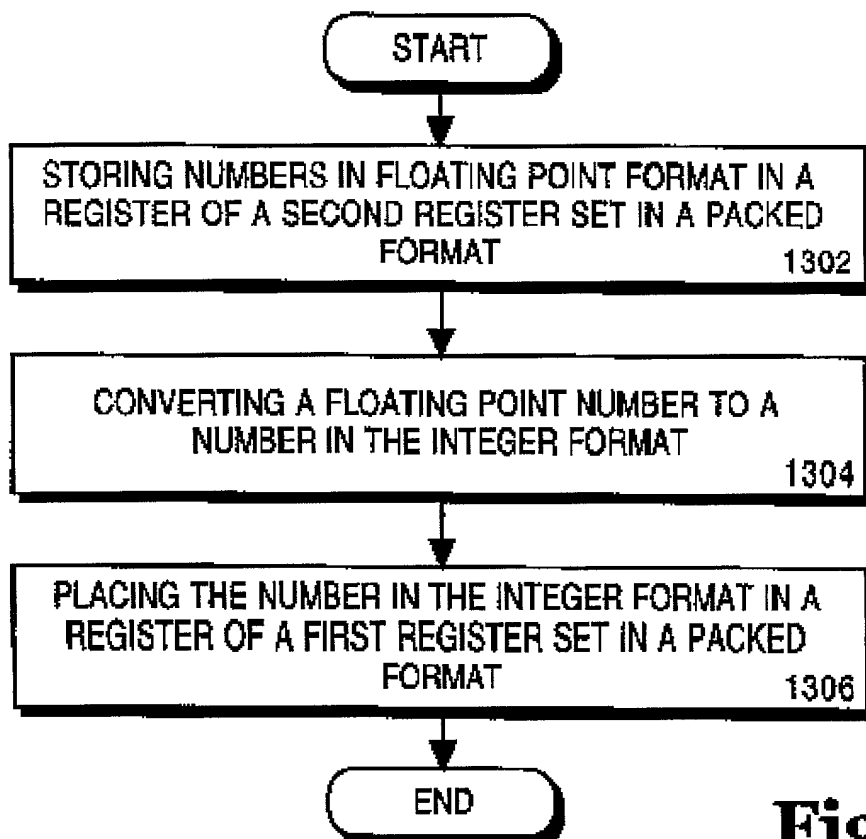 START
STORING NUMBERS IN FLOATING POINT FORMAT IN A
REGISTER OF A SECOND REGISTER SET IN A PACKED
FORMAT
1302
CONVERTING A FLOATING POINT NUMBER TO A
NUMBER IN THE INTEGER FORMAT
1304
PLACING THE NUMBER IN THE INTEGER FORMAT IN A
REGISTER OF A FIRST REGISTER SET IN A PACKED
FORMAT
1306
END